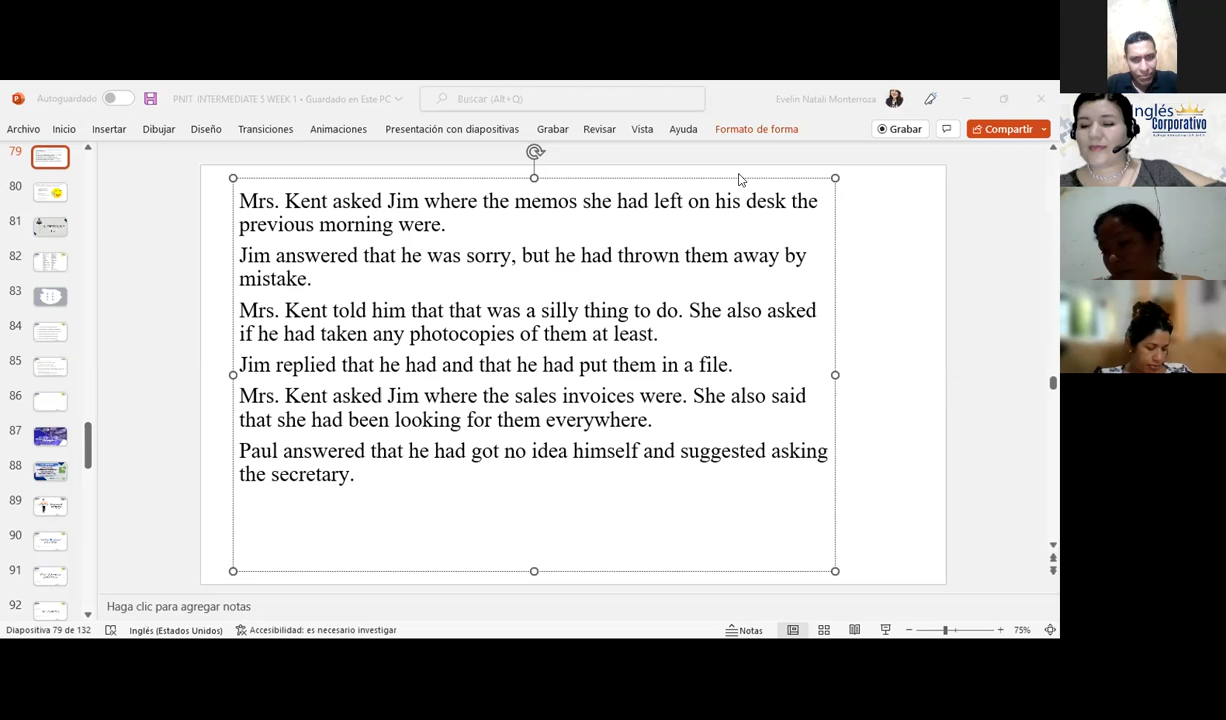 Autoguardado
PNIT INTERMEDIATE 5 WEEK 1 • Guardado en Este PC
Buscar (Alt+Q)
Evelin Natali Monterroza
Archivo Inicio Insertar Dibujar Diseño Transiciones Animaciones Presentación con diapositivas Grabar Revisar Vista Ayuda Formato de forma Grabar Compartir
79
80
81
82
83
84
85
86
87
88
89
90
91
92
Mrs. Kent asked Jim where the memos she had left on his desk the
previous morning were.
Jim answered that he was sorry, but he had thrown them away by
mistake.
Mrs. Kent told him that that was a silly thing to do. She also asked
if he had taken any photocopies of them at least.
Jim replied that he had and that he had put them in a file.
Mrs. Kent asked Jim where the sales invoices were. She also said
that she had been looking for them everywhere.
Paul answered that he had got no idea himself and suggested asking
the secretary.
Haga clic para agregar notas
Diapositiva 79 de 132 Inglés (Estados Unidos) Accesibilidad: es necesario investigar Notas 75%
Inglés
Corporativo